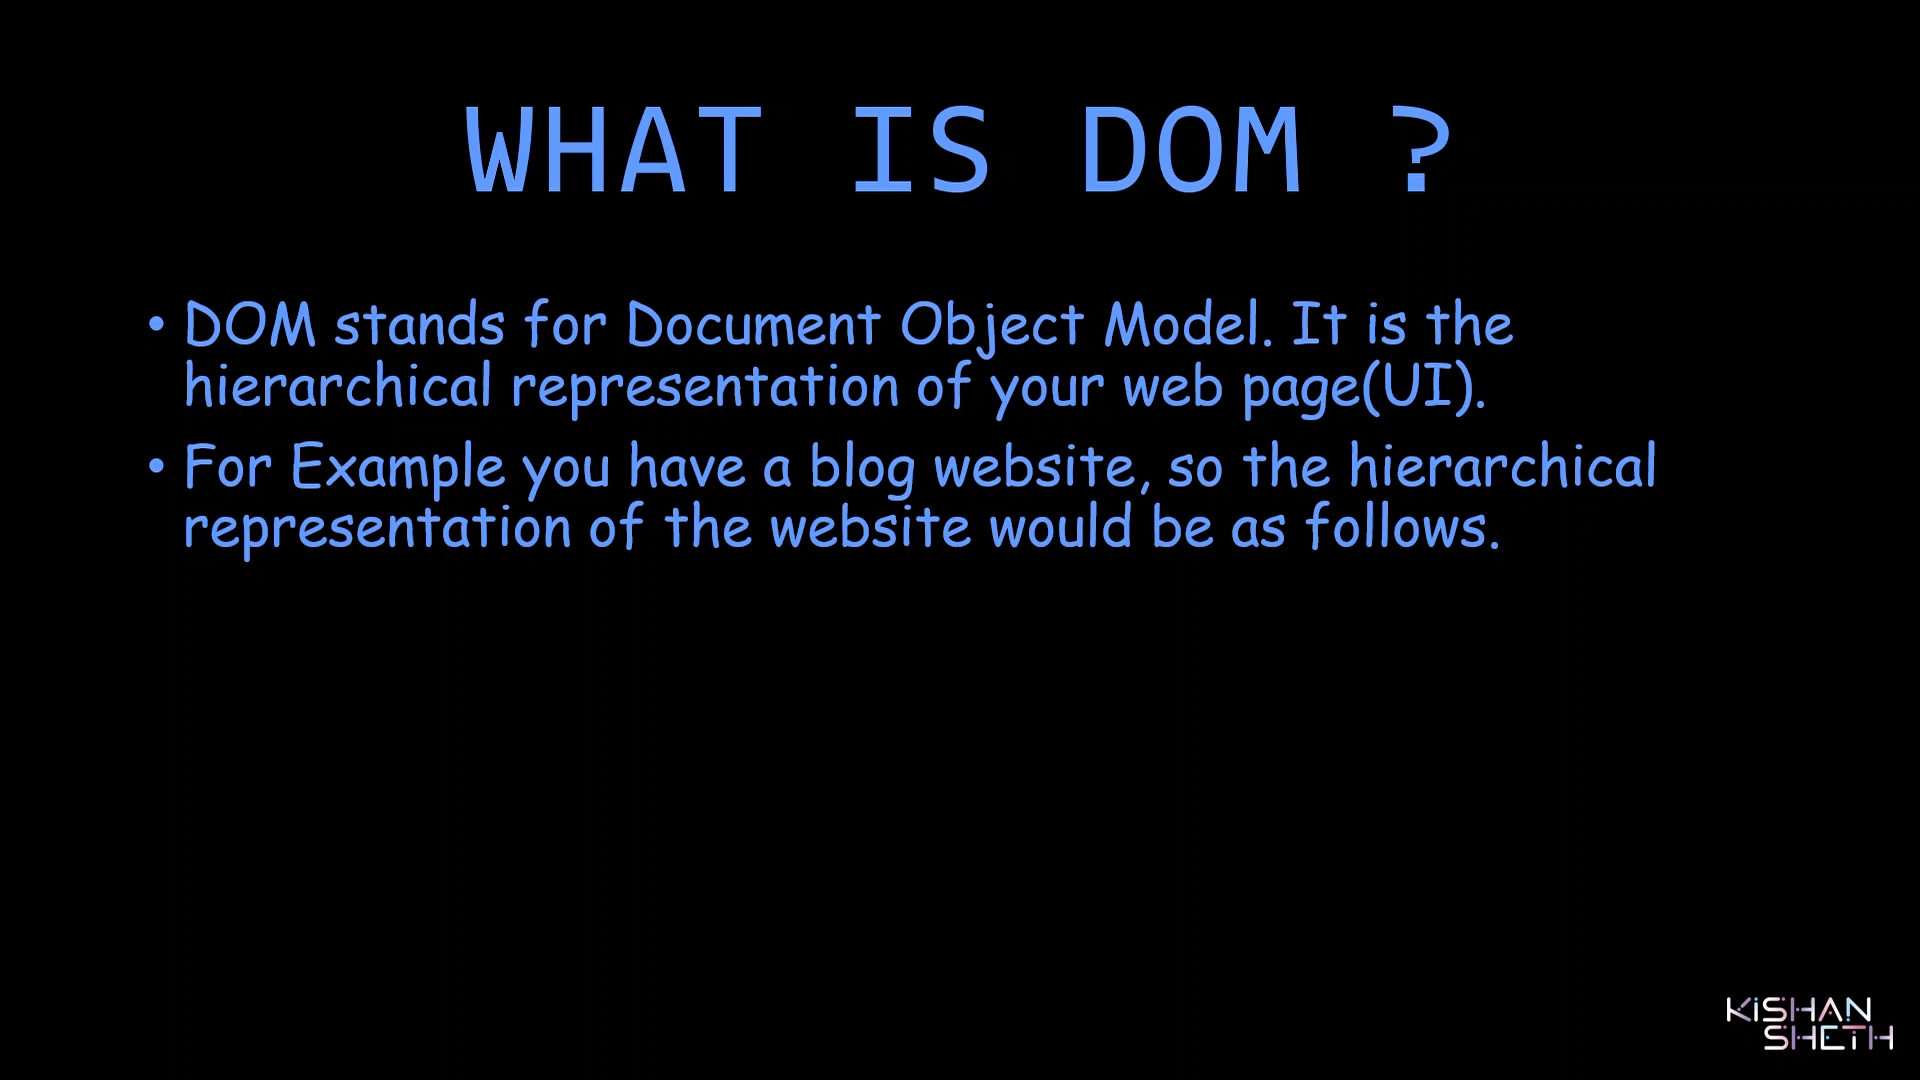 WHAT IS DOM ?
• DOM stands for Document Object Model. It is the
hierarchical representation of your web page(UI).
• For Example you have a blog website, so the hierarchical
representation of the website would be as follows.
KiSHAN
SHETH